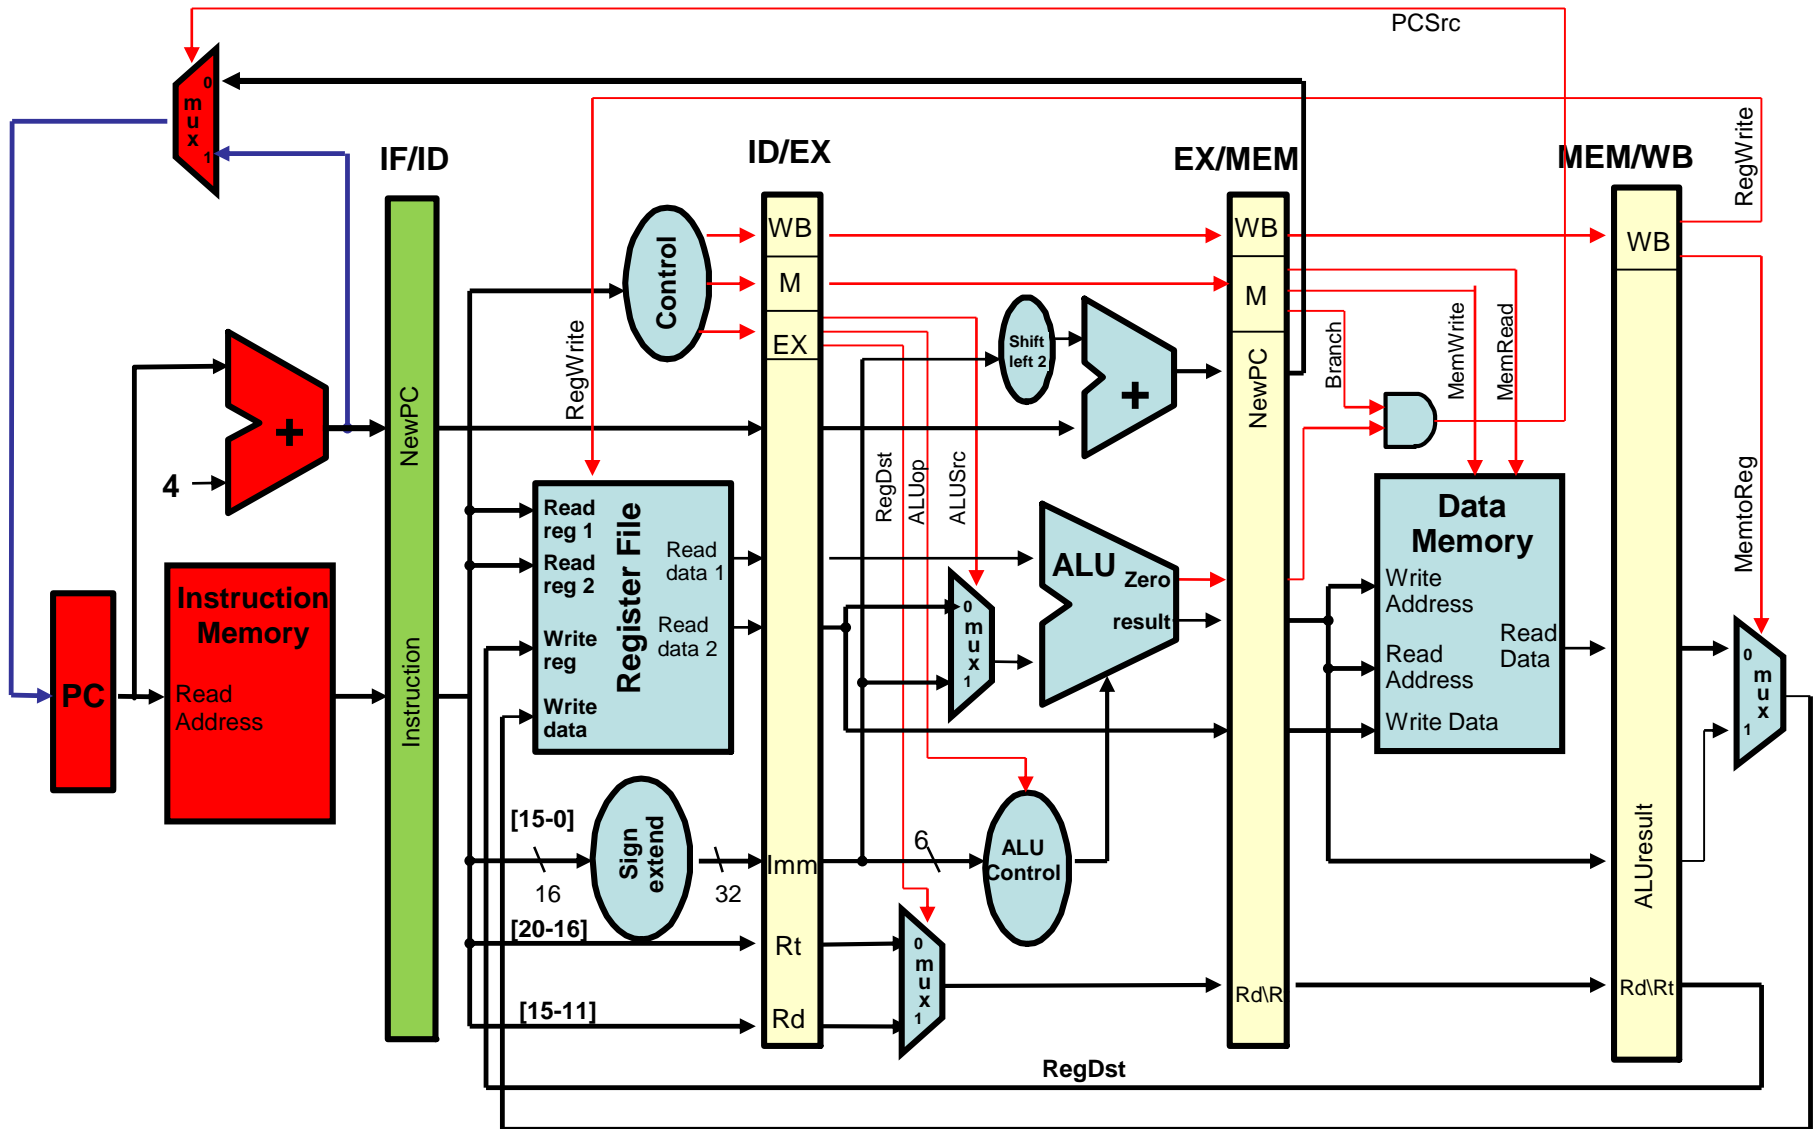 PCSrc
0
mux
1
RegWrite
IF/ID
ID/EX
EX/MEM
MEM/WB
Control
WB
M
EX
WB
M
WB
Shift
left 2
+
NewPC
RegWrite
NewPC
Branch
MemWrite
MemRead
MemtoReg
+
4
RegDst
ALUop
ALUSrc
Read
reg 1
Read
reg 2
Write
reg
Write
data
Register File
Read
data 1
Read
data 2
ALU
Zero
result
0
mux
1
Data
Memory
Write
Address
Read
Address
Write Data
Read
Data
0
mux
1
PC
Instruction
Memory
Read
Address
Instruction
[15-0]
16
Sign
extend
32
Imm
6
ALU
Control
ALUresult
[20-16]
Rt
0
mux
1
[15-11]
Rd
Rd\R
Rd\Rt
RegDst